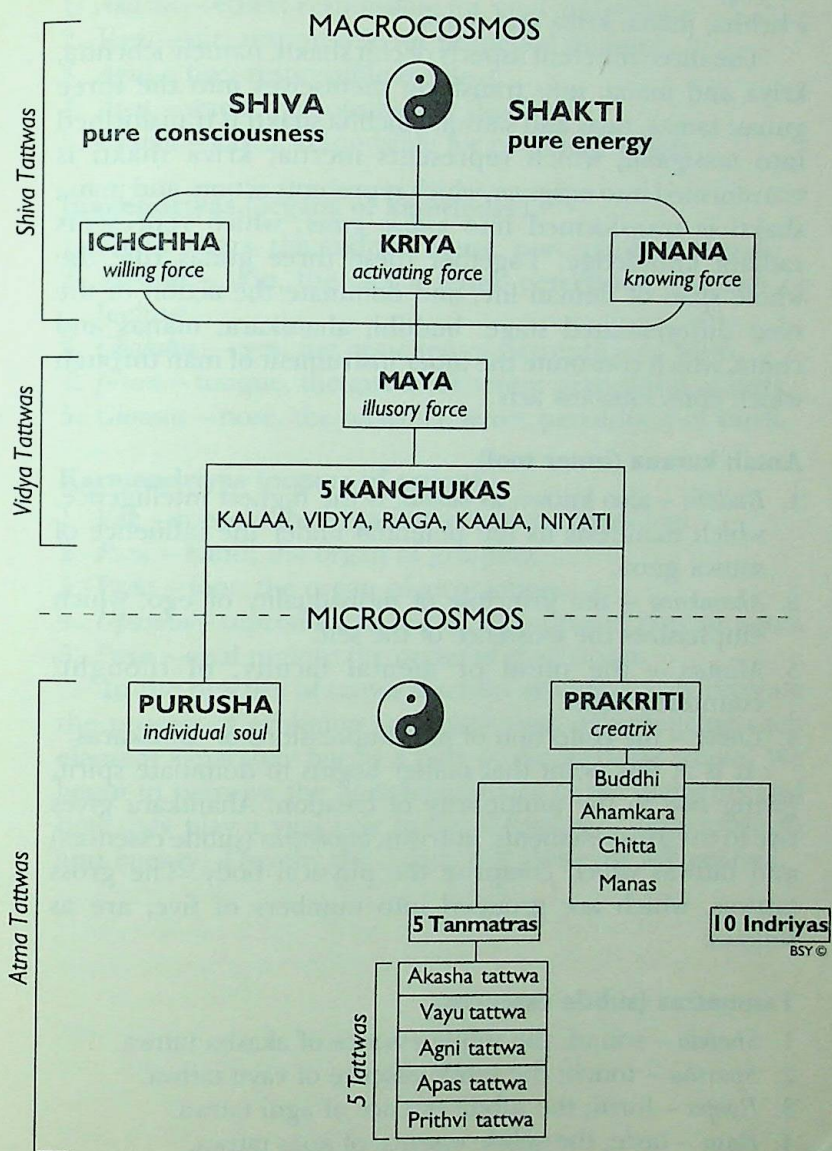 MACROCOSMOS
SHIVA
pure consciousness
SHAKTI
pure energy
Shiva Tattwas
ICHCHHA
willing force
KRIYA
activating force
JNANA
knowing force
Vidya Tattwas
MAYA
illusory force
5 KANCHUKAS
KALAA, VIDYA, RAGA, KAALA, NIYATI
MICROCOSMOS
Atma Tattwas
PURUSHA
individual soul
PRAKRITI
creatrix
Buddhi
Ahamkara
Chitta
Manas
5 Tanmatras
10 Indriyas
BSY ©
5 Tattwas
Akasha tattwa
Vayu tattwa
Agni tattwa
Apas tattwa
Prithvi tattwa